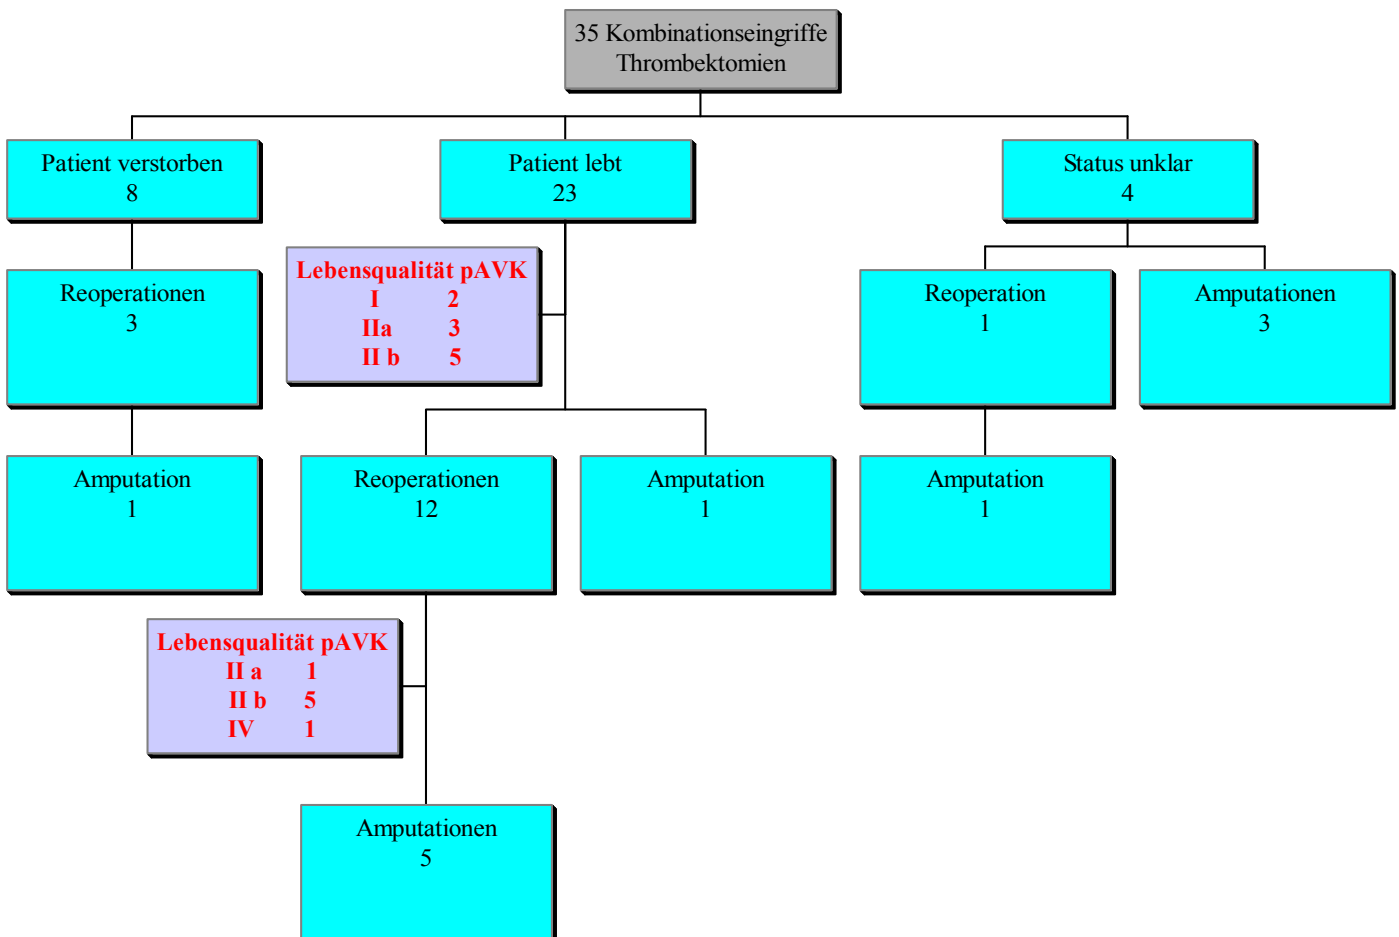 35 Kombinationseingriffe
Thrombektomien
Patient verstorben
8
Patient lebt
23
Status unklar
4
Lebensqualität pAVK
I 2
IIa 3
II b 5
Reoperationen
3
Reoperation
1
Amputationen
3
Amputation
1
Reoperationen
12
Amputation
1
Amputation
1
Lebensqualität pAVK
II a 1
II b 5
IV 1
Amputationen
5